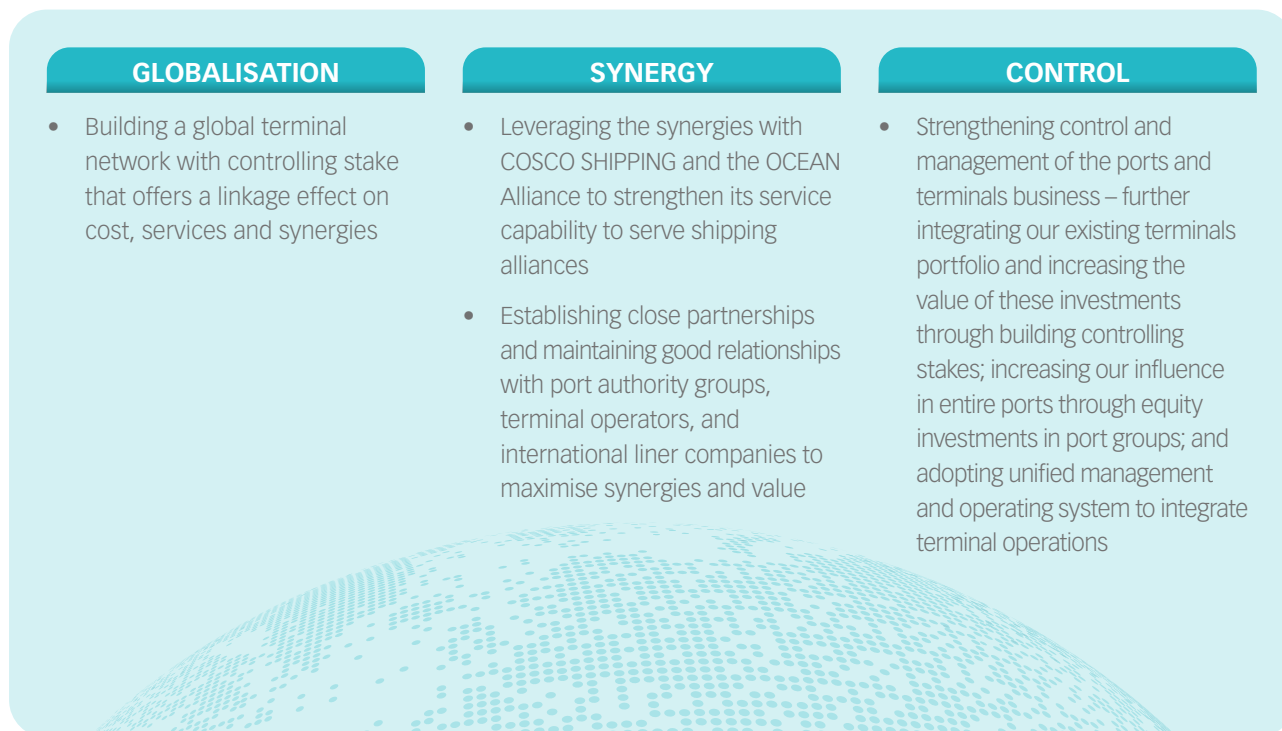 GLOBALISATION
• Building a global terminal
network with controlling stake
that offers a linkage effect on
cost, services and synergies
SYNERGY
• Leveraging the synergies with
COSCO SHIPPING and the OCEAN
Alliance to strengthen its service
capability to serve shipping
alliances
• Establishing close partnerships
and maintaining good relationships
with port authority groups,
terminal operators, and
international liner companies to
maximise synergies and value
CONTROL
• Strengthening control and
management of the ports and
terminals business – further
integrating our existing terminals
portfolio and increasing the
value of these investments
through building controlling
stakes; increasing our influence
in entire ports through equity
investments in port groups; and
adopting unified management
and operating system to integrate
terminal operations